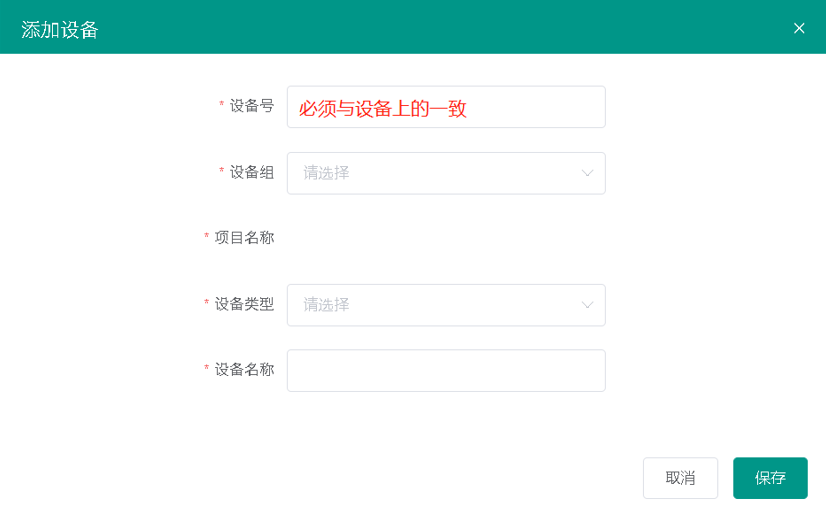 添加设备
* 设备号 必须与设备上的一致
* 设备组 请选择
* 项目名称
* 设备类型 请选择
* 设备名称
取消 保存